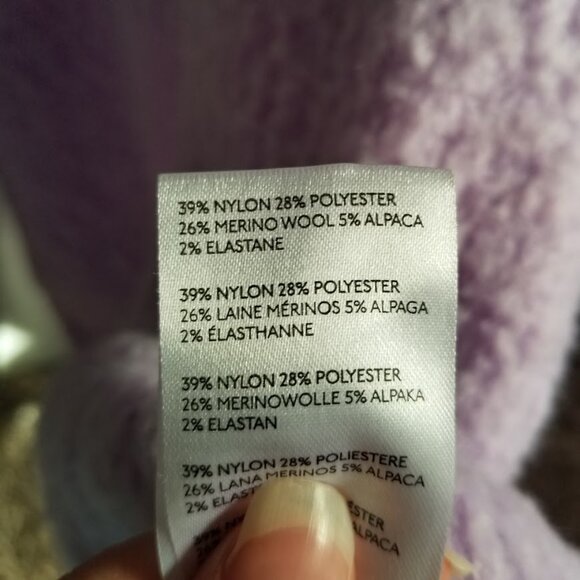 39% NYLON 28% POLYESTER
26% MERINO WOOL 5% ALPACA
2% ELASTANE
39% NYLON 28% POLYESTER
26% LAINE MÉRINOS 5% ALPAGA
2% ÉLASTHANNE
39% NYLON 28% POLYESTER
26% MERINOWOLLE 5% ALPAKA
2% ELASTAN
39% NYLON 28% POLIESTERE
26% LANA MERINOS 5% ALPACA
2%
ALPACA